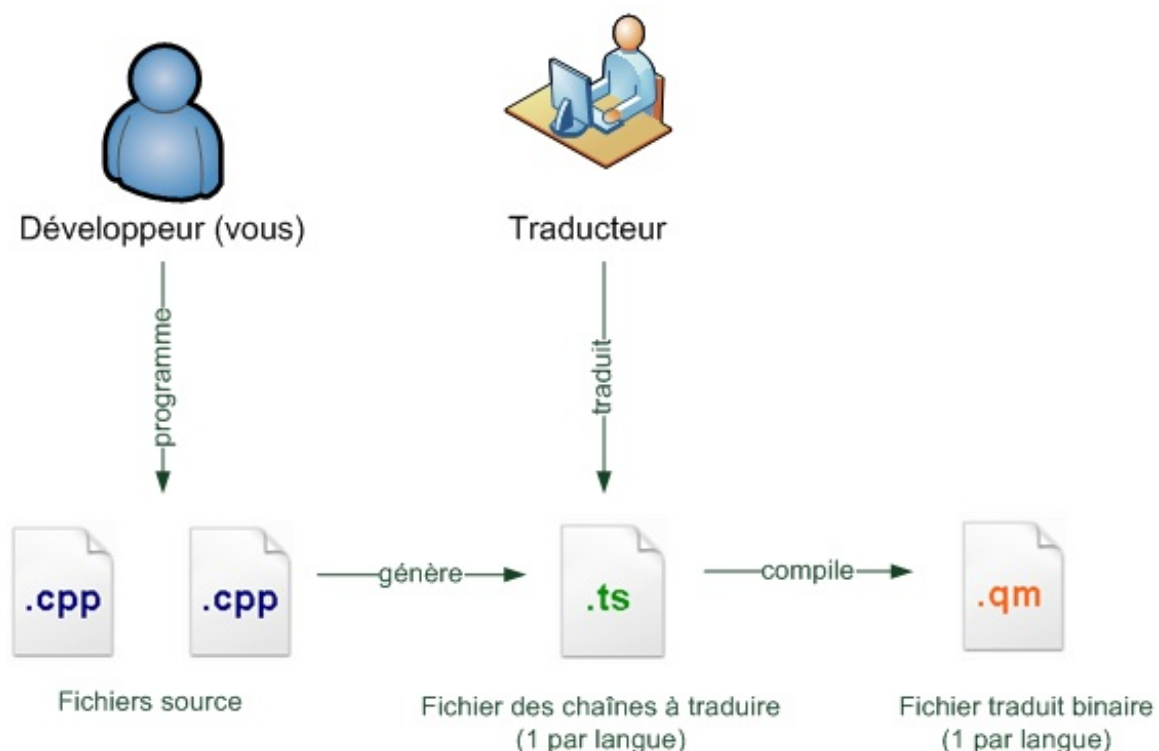 Développeur (vous)
Traducteur
programme
traduit
.cpp
.cpp
génère
.ts
compile
.qm
Fichiers source
Fichier des chaînes à traduire
(1 par langue)
Fichier traduit binaire
(1 par langue)